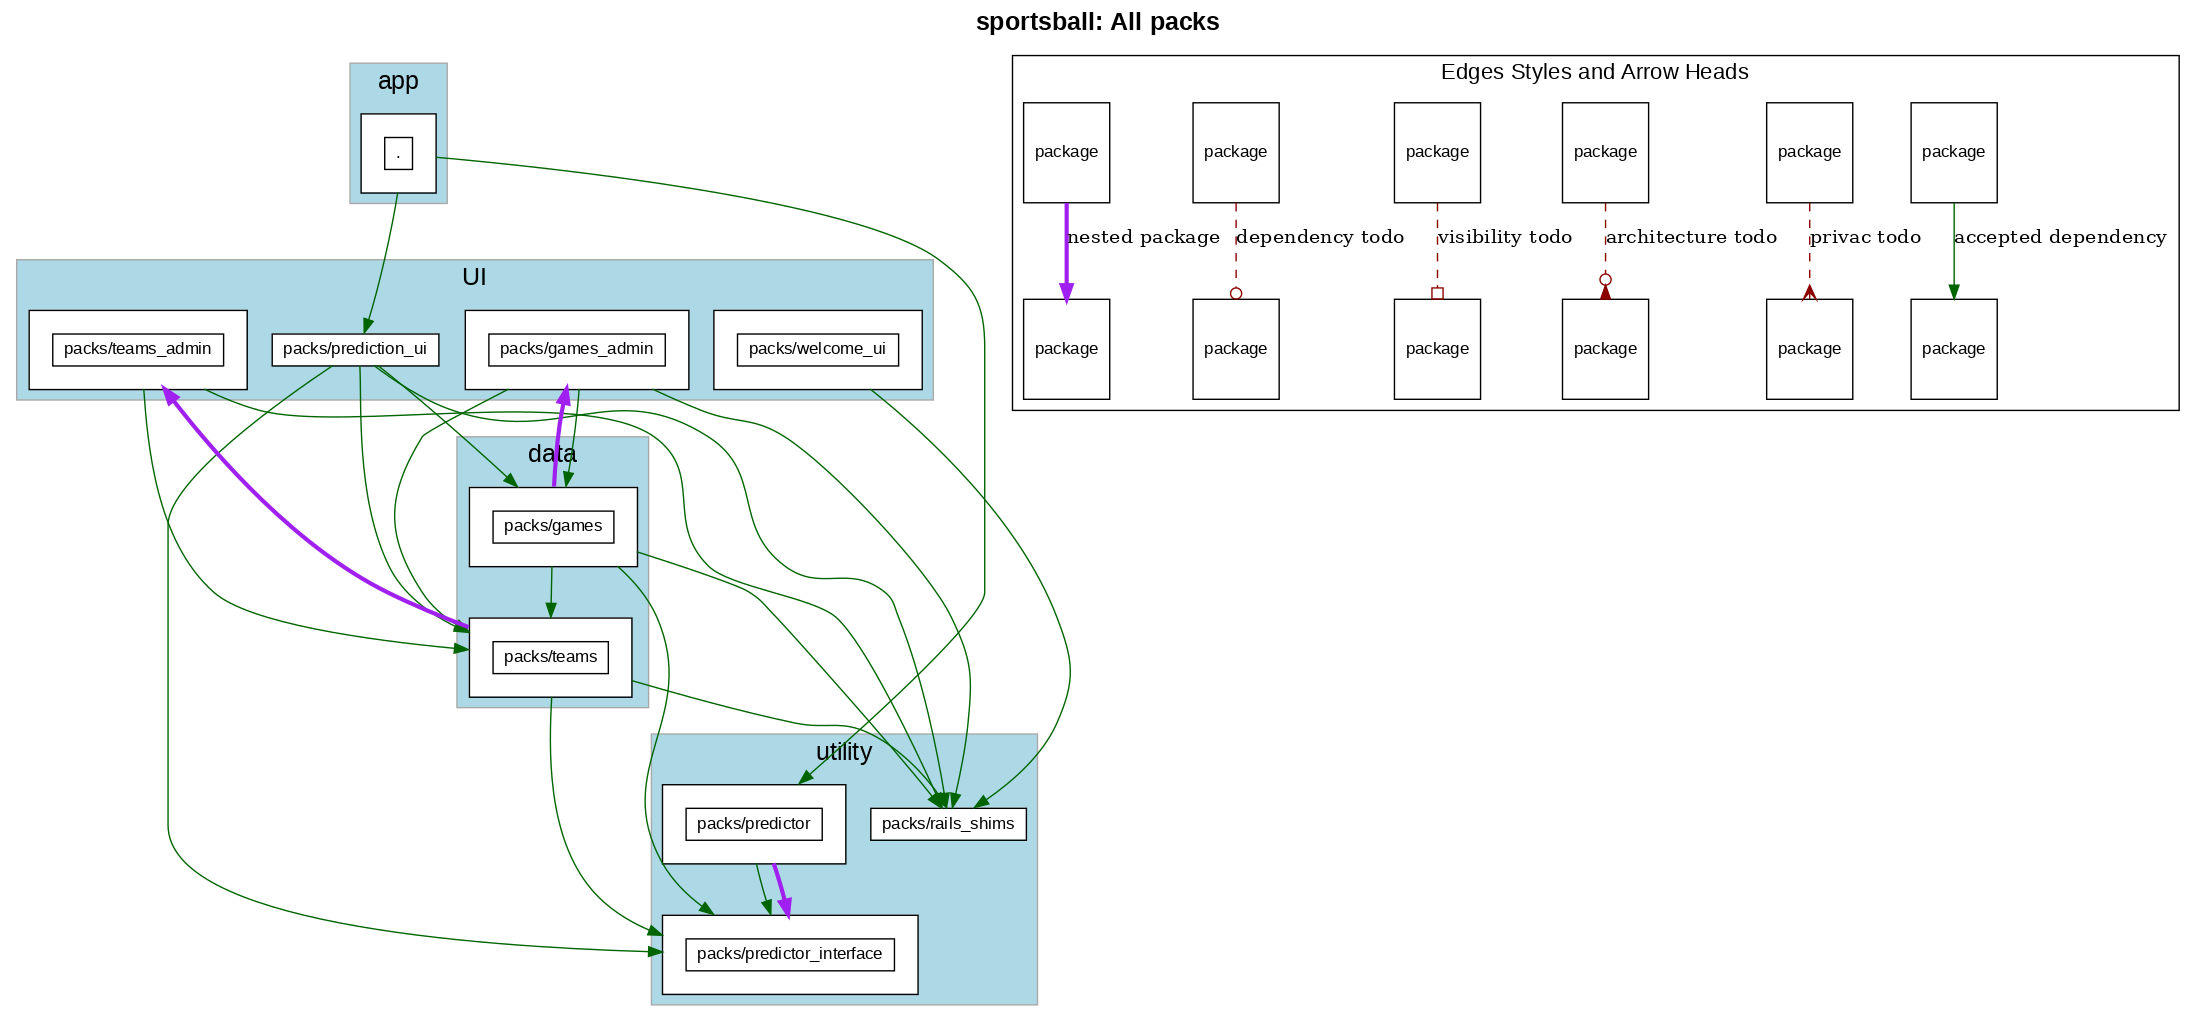 sportsball: All packs
app
.
Edges Styles and Arrow Heads
package
package
package
package
package
package
nested package
dependency todo
visibility todo
architecture todo
privac todo
accepted dependency
package
package
package
package
package
package
UI
packs/teams_admin
packs/prediction_ui
packs/games_admin
packs/welcome_ui
data
packs/games
packs/teams
utility
packs/predictor
packs/rails_shims
packs/predictor_interface